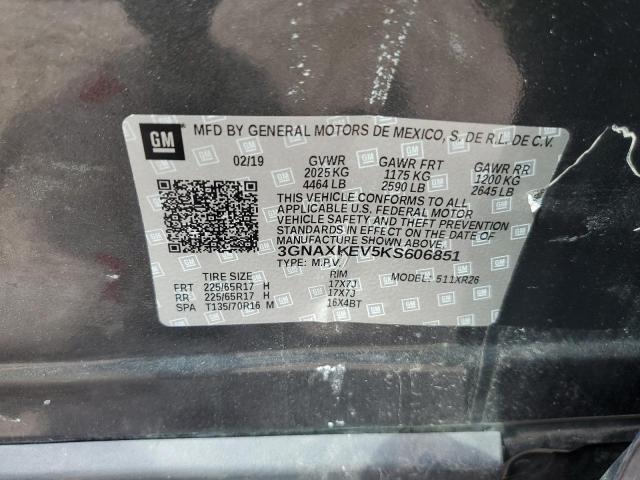 GM MFD BY GENERAL MOTORS DE MEXICO, S. DE R.L. DE C.V.
02/19 GVWR GAWR FRT GAWR RR
2025 KG 1175 KG 1200 KG
4464 LB 2590 LB 2645 LB
THIS VEHICLE CONFORMS TO ALL
APPLICABLE U.S. FEDERAL MOTOR
VEHICLE SAFETY AND THEFT PREVENTION
STANDARDS IN EFFECT ON THE DATE OF
MANUFACTURE SHOWN ABOVE.
3GNAXKEV5KS606851
TYPE: M.P.V. MODEL: 511XR26
TIRE SIZE RIM
FRT 225/65R17 H 17X7J
RR 225/65R17 H 17X7J
SPA T135/70R16 M 16X4BT